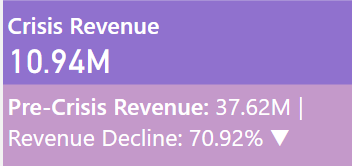 Crisis Revenue
10.94M
Pre-Crisis Revenue: 37.62M |
Revenue Decline: 70.92% ▼